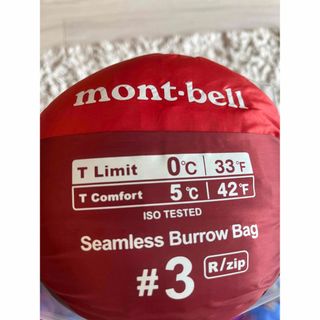 mont·bell
T Limit 0℃ 33°F
T Comfort 5℃ 42°F
ISO TESTED
Seamless Burrow Bag
#3 R/zip